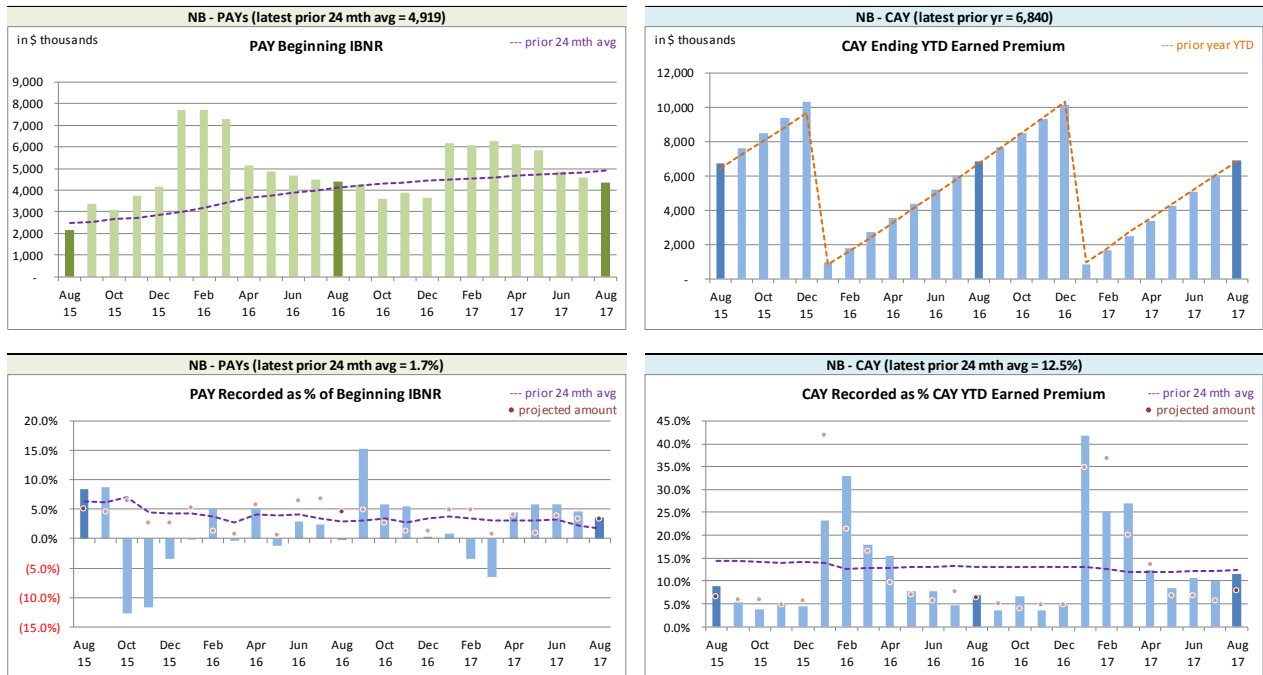 NB - PAYs (latest prior 24 mth avg = 4,919)
in $ thousands
PAY Beginning IBNR
--- prior 24 mth avg
9,000
8,000
7,000
6,000
5,000
4,000
3,000
2,000
1,000
-
Aug Oct Dec Feb Apr Jun Aug Oct Dec Feb Apr Jun Aug
15 15 15 16 16 16 16 16 16 17 17 17 17
NB - CAY (latest prior yr = 6,840)
in $ thousands
CAY Ending YTD Earned Premium
--- prior year YTD
12,000
10,000
8,000
6,000
4,000
2,000
-
Aug Oct Dec Feb Apr Jun Aug Oct Dec Feb Apr Jun Aug
15 15 15 16 16 16 16 16 16 17 17 17 17
NB - PAYs (latest prior 24 mth avg = 1.7%)
PAY Recorded as % of Beginning IBNR
--- prior 24 mth avg
• projected amount
20.0%
15.0%
10.0%
5.0%
0.0%
(5.0%)
(10.0%)
(15.0%)
Aug Oct Dec Feb Apr Jun Aug Oct Dec Feb Apr Jun Aug
15 15 15 16 16 16 16 16 16 17 17 17 17
NB - CAY (latest prior 24 mth avg = 12.5%)
CAY Recorded as % CAY YTD Earned Premium
--- prior 24 mth avg
• projected amount
45.0%
40.0%
35.0%
30.0%
25.0%
20.0%
15.0%
10.0%
5.0%
0.0%
Aug Oct Dec Feb Apr Jun Aug Oct Dec Feb Apr Jun Aug
15 15 15 16 16 16 16 16 16 17 17 17 17